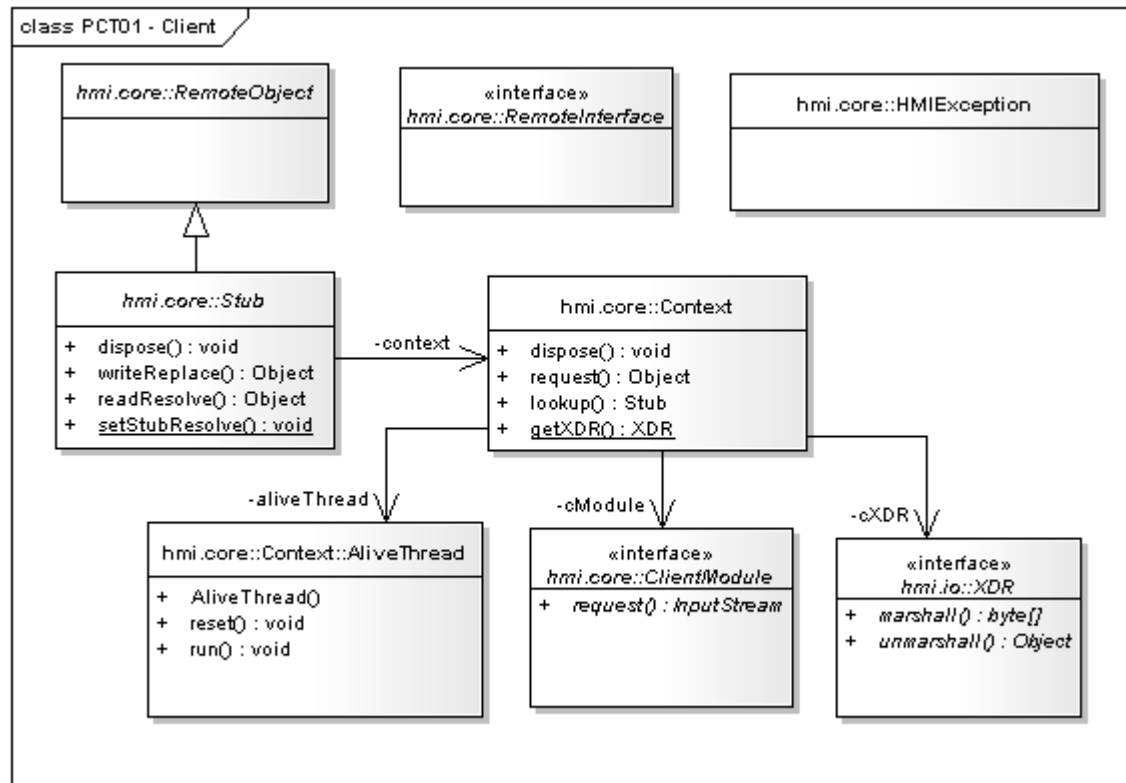 class PCT01 - Client
hmi.core::RemoteObject
«interface»
hmi.core::RemoteInterface
hmi.core::HMIException
hmi.core::Stub
+ dispose() : void
+ writeReplace() : Object
+ readResolve() : Object
+ setStubResolve() : void
-context
hmi.core::Context
+ dispose() : void
+ request() : Object
+ lookup() : Stub
+ getXDR() : XDR
-aliveThread
-cModule
-cXDR
hmi.core::Context::AliveThread
+ AliveThread()
+ reset() : void
+ run() : void
«interface»
hmi.core::ClientModule
+ request() : InputStream
«interface»
hmi.io::XDR
+ marshall() : byte[]
+ unmarshall() : Object